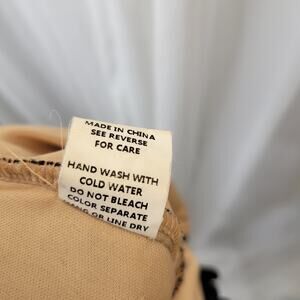 MADE IN CHINA
SEE REVERSE
FOR CARE
HAND WASH WITH
COLD WATER
DO NOT BLEACH
COLOR SEPARATE
OR LINE DRY